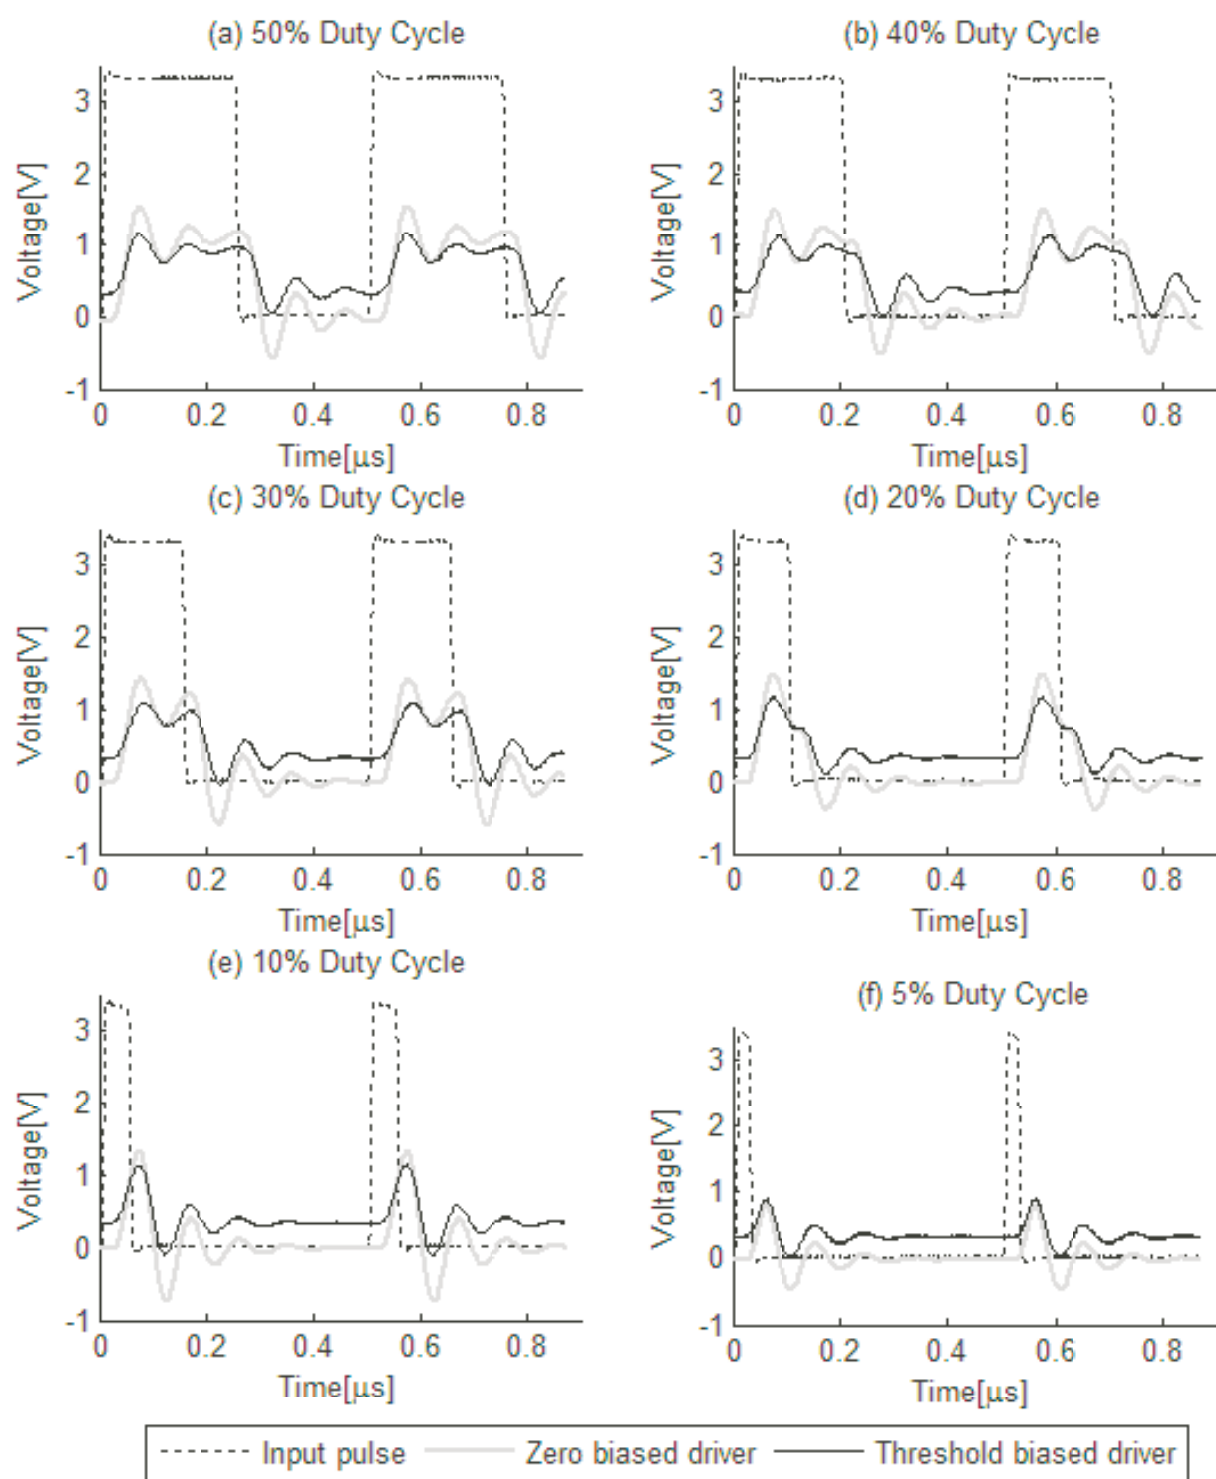 (a) 50% Duty Cycle
(b) 40% Duty Cycle
3
2
1
0
-1
Voltage[V]
0 0.2 0.4 0.6 0.8
Time[μs]
3
2
1
0
-1
Voltage[V]
0 0.2 0.4 0.6 0.8
Time[μs]
(c) 30% Duty Cycle
(d) 20% Duty Cycle
3
2
1
0
-1
Voltage[V]
0 0.2 0.4 0.6 0.8
Time[μs]
3
2
1
0
-1
Voltage[V]
0 0.2 0.4 0.6 0.8
Time[μs]
(e) 10% Duty Cycle
(f) 5% Duty Cycle
3
2
1
0
-1
Voltage[V]
0 0.2 0.4 0.6 0.8
Time[μs]
3
2
1
0
-1
Voltage[V]
0 0.2 0.4 0.6 0.8
Time[μs]
Input pulse Zero biased driver Threshold biased driver